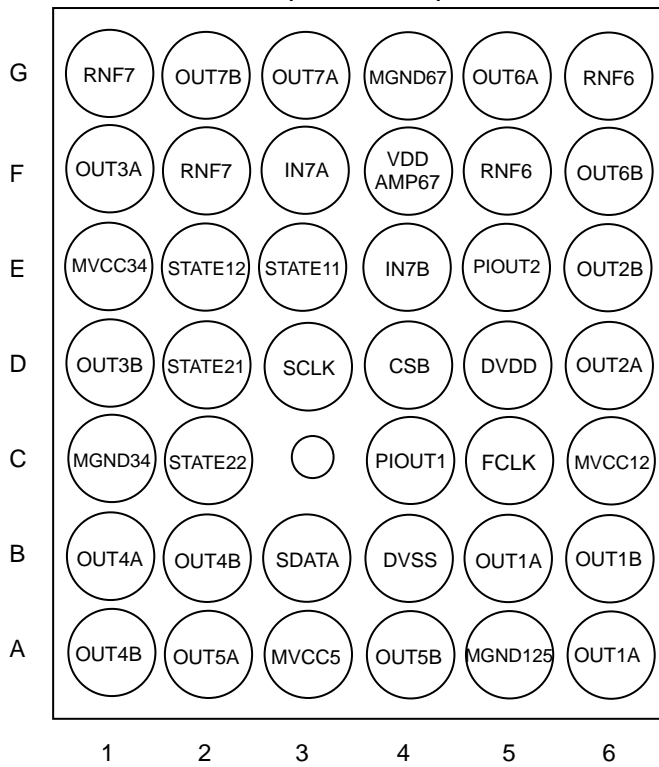 G RNF7 OUT7B OUT7A MGND67 OUT6A RNF6
F OUT3A RNF7 IN7A VDD AMP67 RNF6 OUT6B
E MVCC34 STATE12 STATE11 IN7B PIOUT2 OUT2B
D OUT3B STATE21 SCLK CSB DVDD OUT2A
C MGND34 STATE22 PIOUT1 FCLK MVCC12
B OUT4A OUT4B SDATA DVSS OUT1A OUT1B
A OUT4B OUT5A MVCC5 OUT5B MGND125 OUT1A
1 2 3 4 5 6